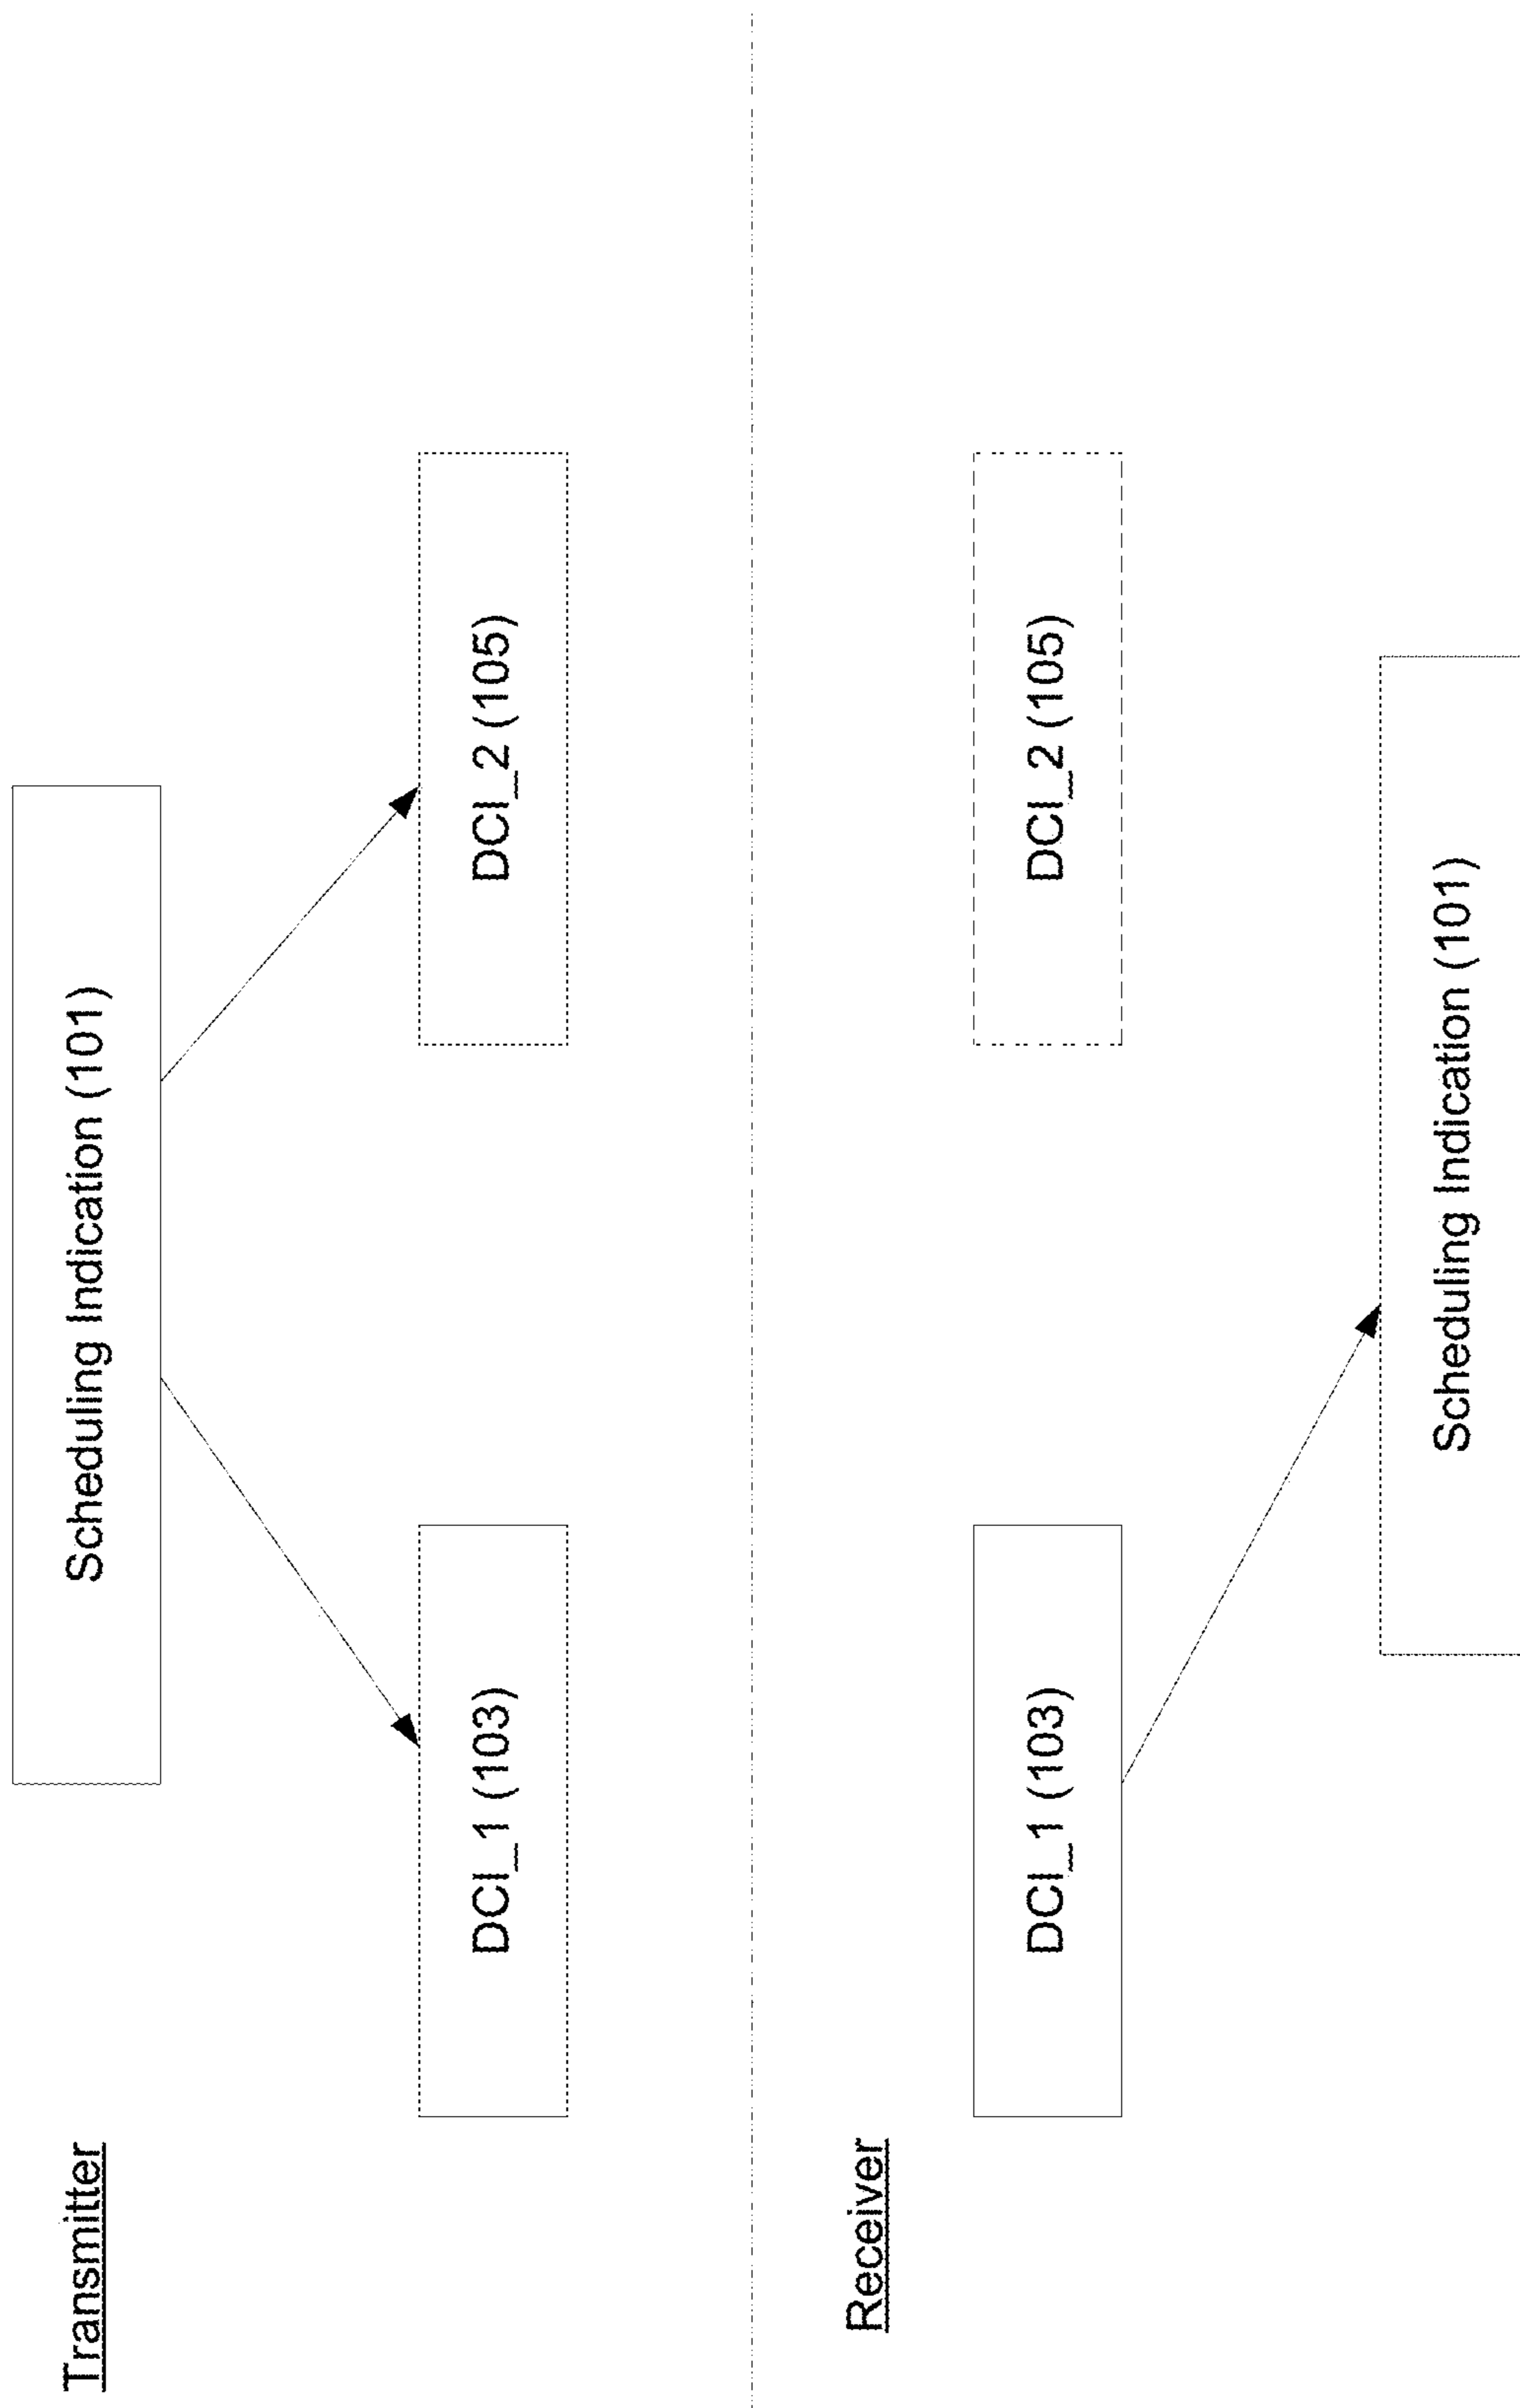 Transmitter
Scheduling Indication (101)
DCI_1 (103)
DCI_2 (105)
Receiver
DCI_1 (103)
DCI_2 (105)
Scheduling Indication (101)